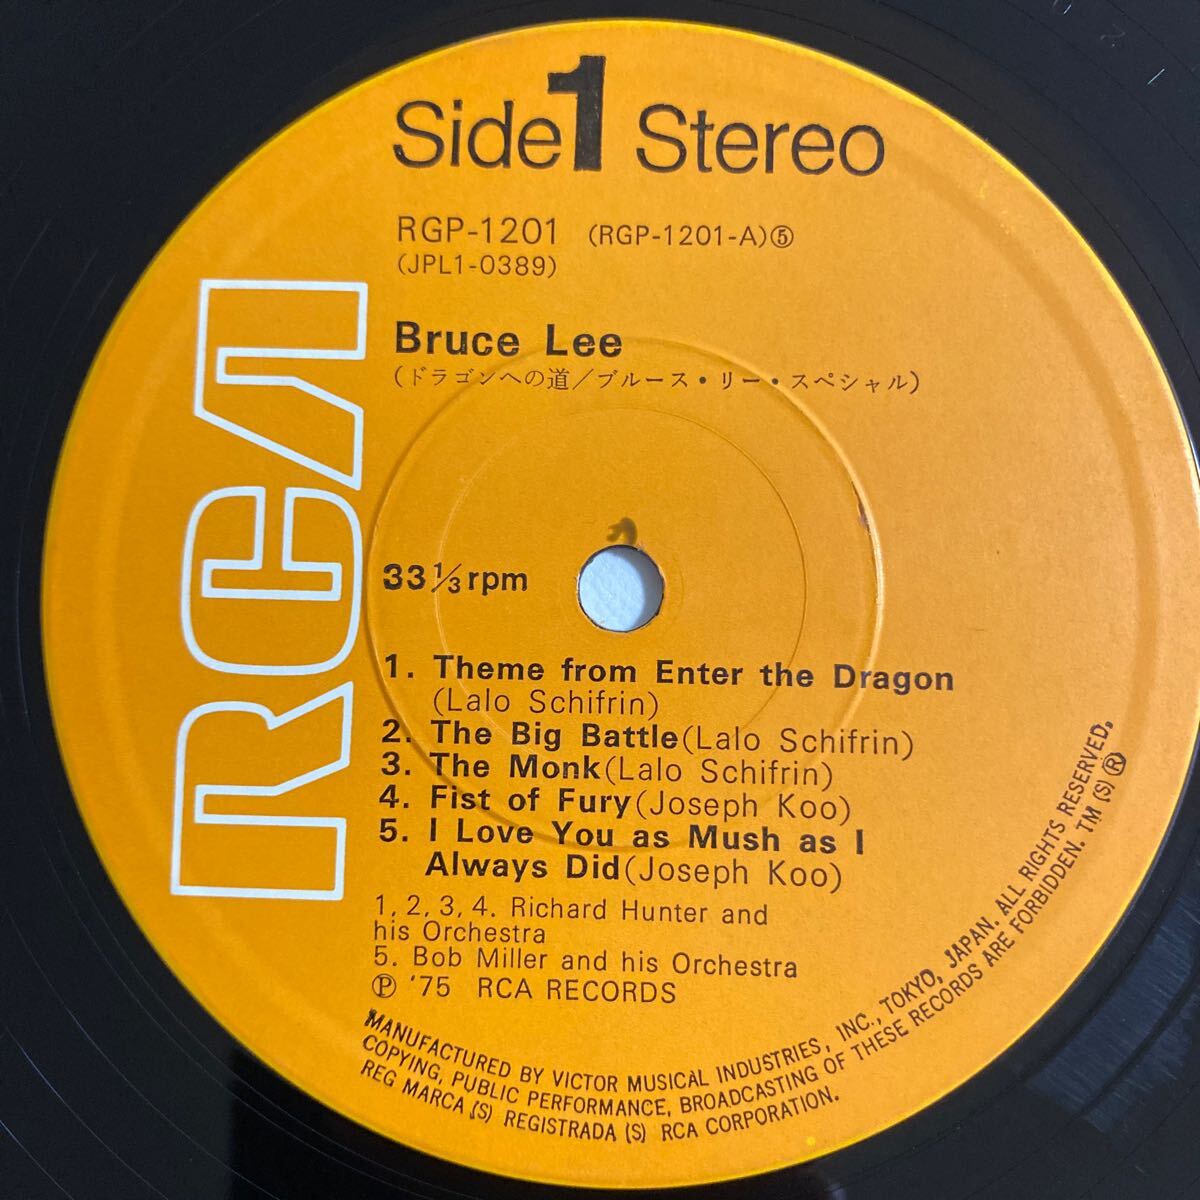 Side 1 Stereo
RGP-1201 (RGP-1201-A)⑤
(JPL1-0389)
Bruce Lee
(ドラゴンへの道/ブルース・リー・スペシャル)
RCA
33⅓ rpm
1. Theme from Enter the Dragon
(Lalo Schifrin)
2. The Big Battle(Lalo Schifrin)
3. The Monk(Lalo Schifrin)
4. Fist of Fury(Joseph Koo)
5. I Love You as Mush as I
Always Did(Joseph Koo)
1, 2, 3, 4. Richard Hunter and
his Orchestra
5. Bob Miller and his Orchestra
Ⓟ '75 RCA RECORDS
MANUFACTURED BY VICTOR MUSICAL INDUSTRIES, INC., TOKYO, JAPAN. ALL RIGHTS RESERVED.
COPYING, PUBLIC PERFORMANCE, BROADCASTING OF THESE RECORDS ARE FORBIDDEN. TM (S) ®
REG MARCA (S) REGISTRADA (S) RCA CORPORATION.